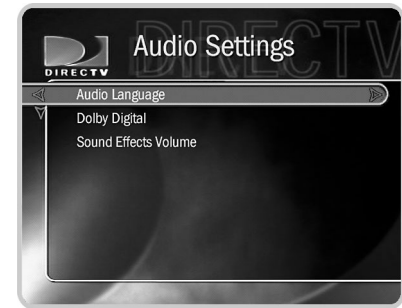 DIRECTV
Audio Settings
DIRECTV
Audio Language
Dolby Digital
Sound Effects Volume